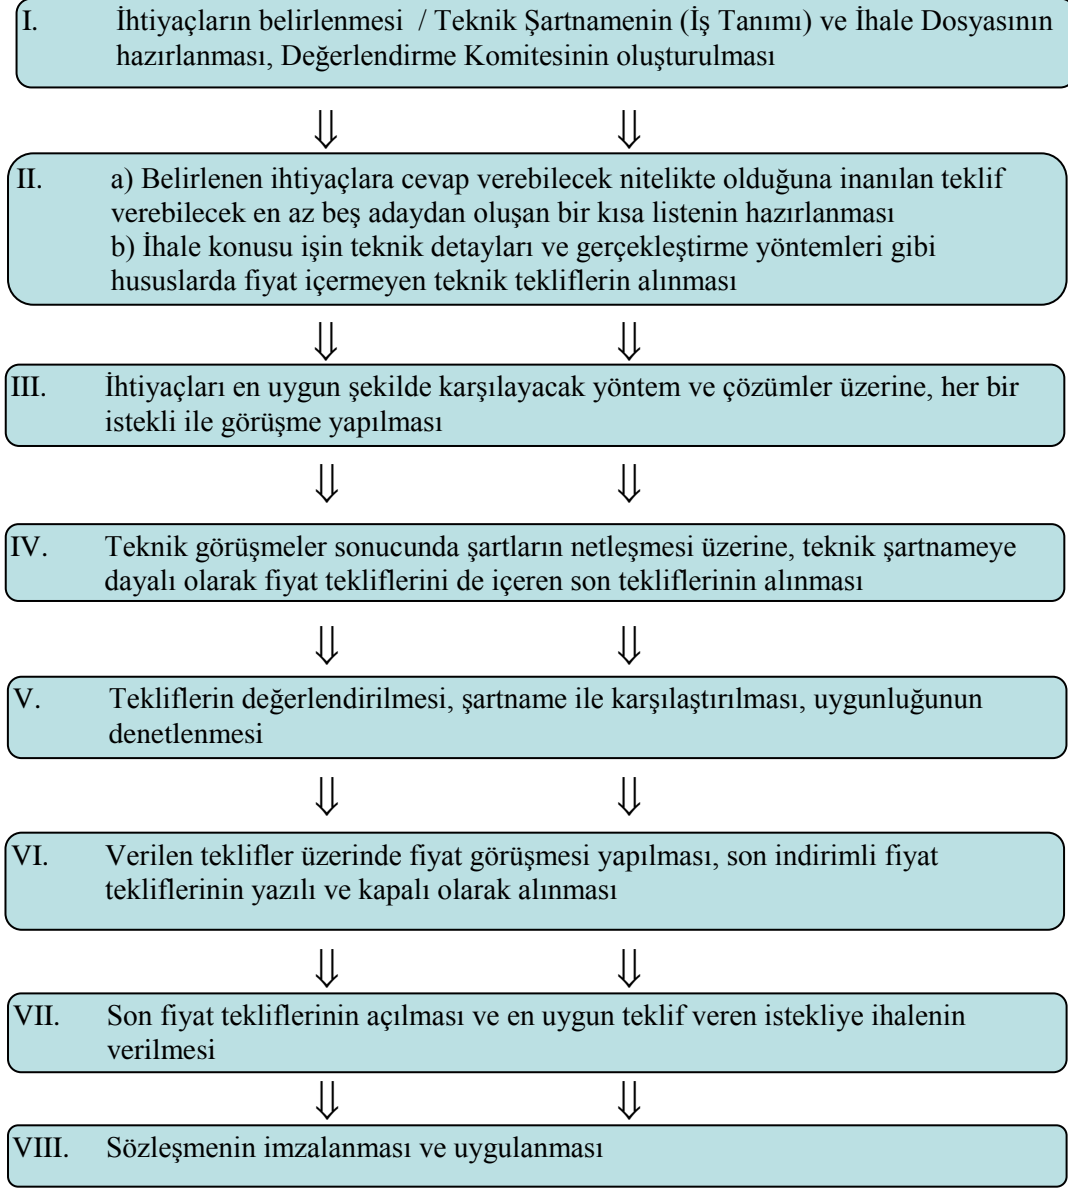 I. İhtiyaçların belirlenmesi / Teknik Şartnamenin (İş Tanımı) ve İhale Dosyasının
hazırlanması, Değerlendirme Komitesinin oluşturulması
⇓ ⇓
II. a) Belirlenen ihtiyaçlara cevap verebilecek nitelikte olduğuna inanılan teklif
verebilecek en az beş adaydan oluşan bir kısa listenin hazırlanması
b) İhale konusu işin teknik detayları ve gerçekleştirme yöntemleri gibi
hususlarda fiyat içermeyen teknik tekliflerin alınması
⇓ ⇓
III. İhtiyaçları en uygun şekilde karşılayacak yöntem ve çözümler üzerine, her bir
istekli ile görüşme yapılması
⇓ ⇓
IV. Teknik görüşmeler sonucunda şartların netleşmesi üzerine, teknik şartnameye
dayalı olarak fiyat tekliflerini de içeren son tekliflerinin alınması
⇓ ⇓
V. Tekliflerin değerlendirilmesi, şartname ile karşılaştırılması, uygunluğunun
denetlenmesi
⇓ ⇓
VI. Verilen teklifler üzerinde fiyat görüşmesi yapılması, son indirimli fiyat
tekliflerinin yazılı ve kapalı olarak alınması
⇓ ⇓
VII. Son fiyat tekliflerinin açılması ve en uygun teklif veren istekliye ihalenin
verilmesi
⇓ ⇓
VIII. Sözleşmenin imzalanması ve uygulanması